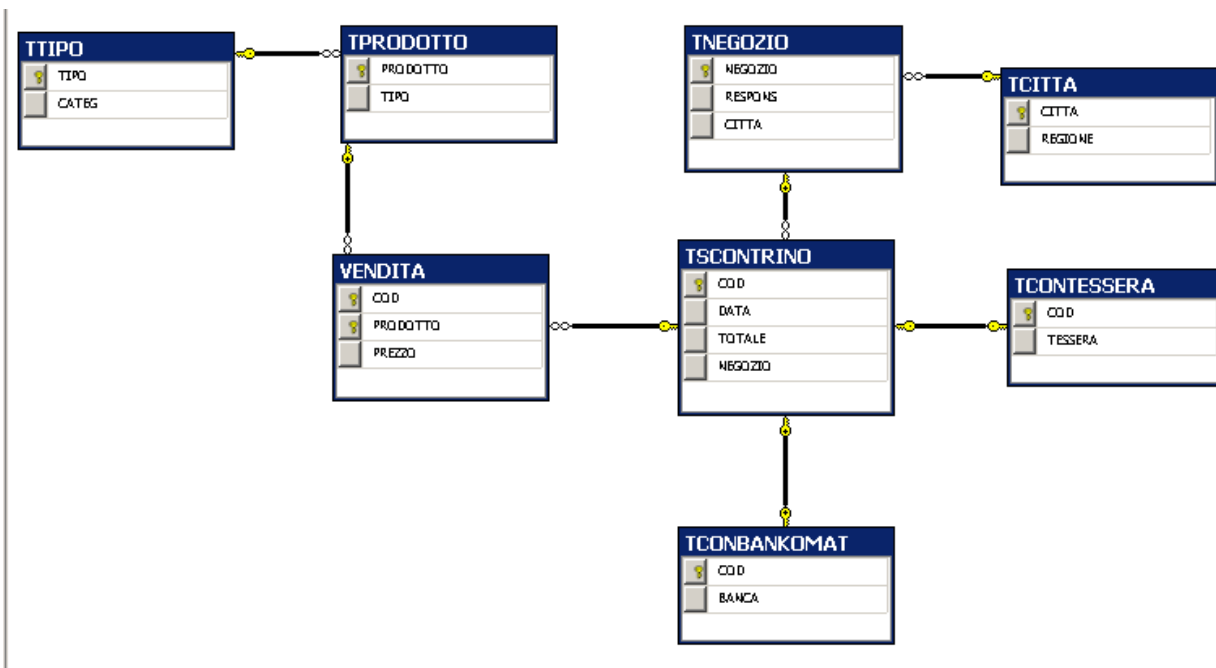 TTIPO
TIPO
CATEG
TPRODOTTO
PRODOTTO
TIPO
TNEGOZIO
NEGOZIO
RESPONS
CITTA
TCITTA
CITTA
REGIONE
VENDITA
COD
PRODOTTO
PREZZO
TSCONTRINO
COD
DATA
TOTALE
NEGOZIO
TCONTESSERA
COD
TESSERA
TCONBANKOMAT
COD
BANCA